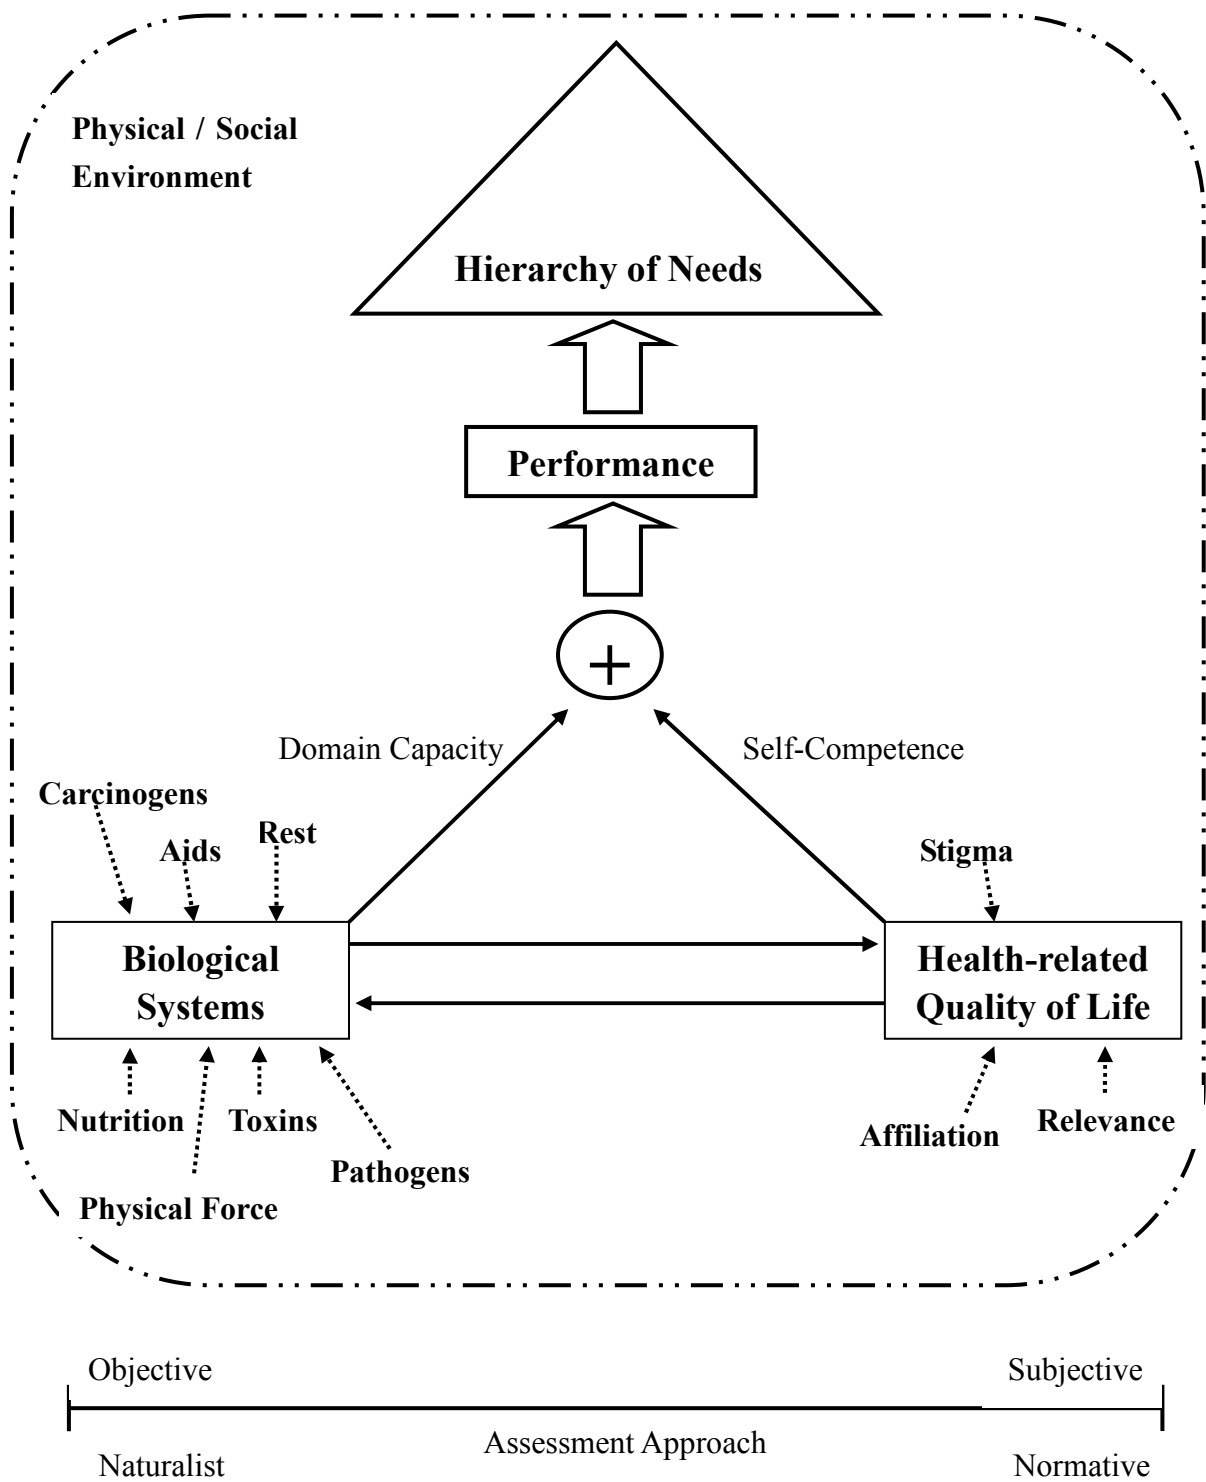 Physical / Social
Environment
Hierarchy of Needs
Performance
+
Domain Capacity
Self-Competence
Carcinogens
Aids
Rest
Stigma
Biological
Systems
Health-related
Quality of Life
Nutrition
Toxins
Pathogens
Physical Force
Affiliation
Relevance
Objective
Subjective
Assessment Approach
Naturalist
Normative